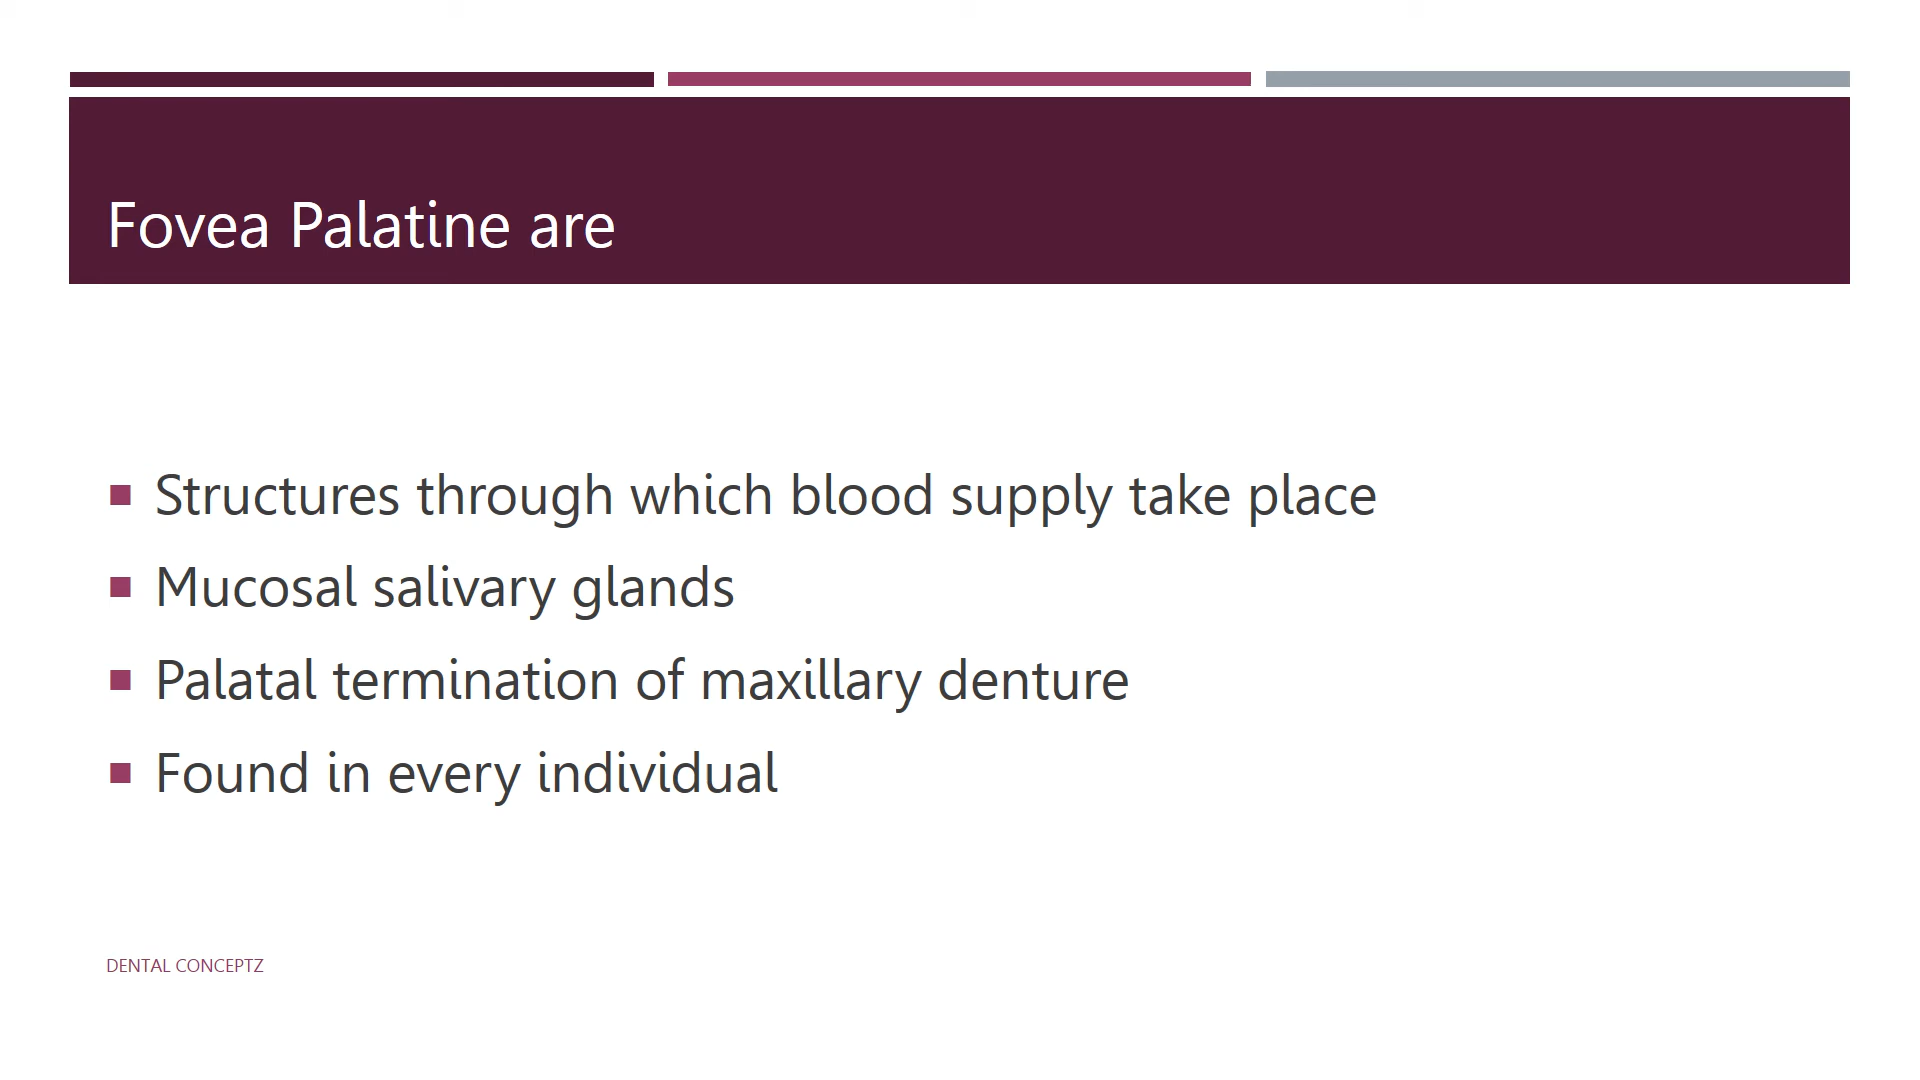 Fovea Palatine are
Structures through which blood supply take place
Mucosal salivary glands
Palatal termination of maxillary denture
Found in every individual
DENTAL CONCEPTZ